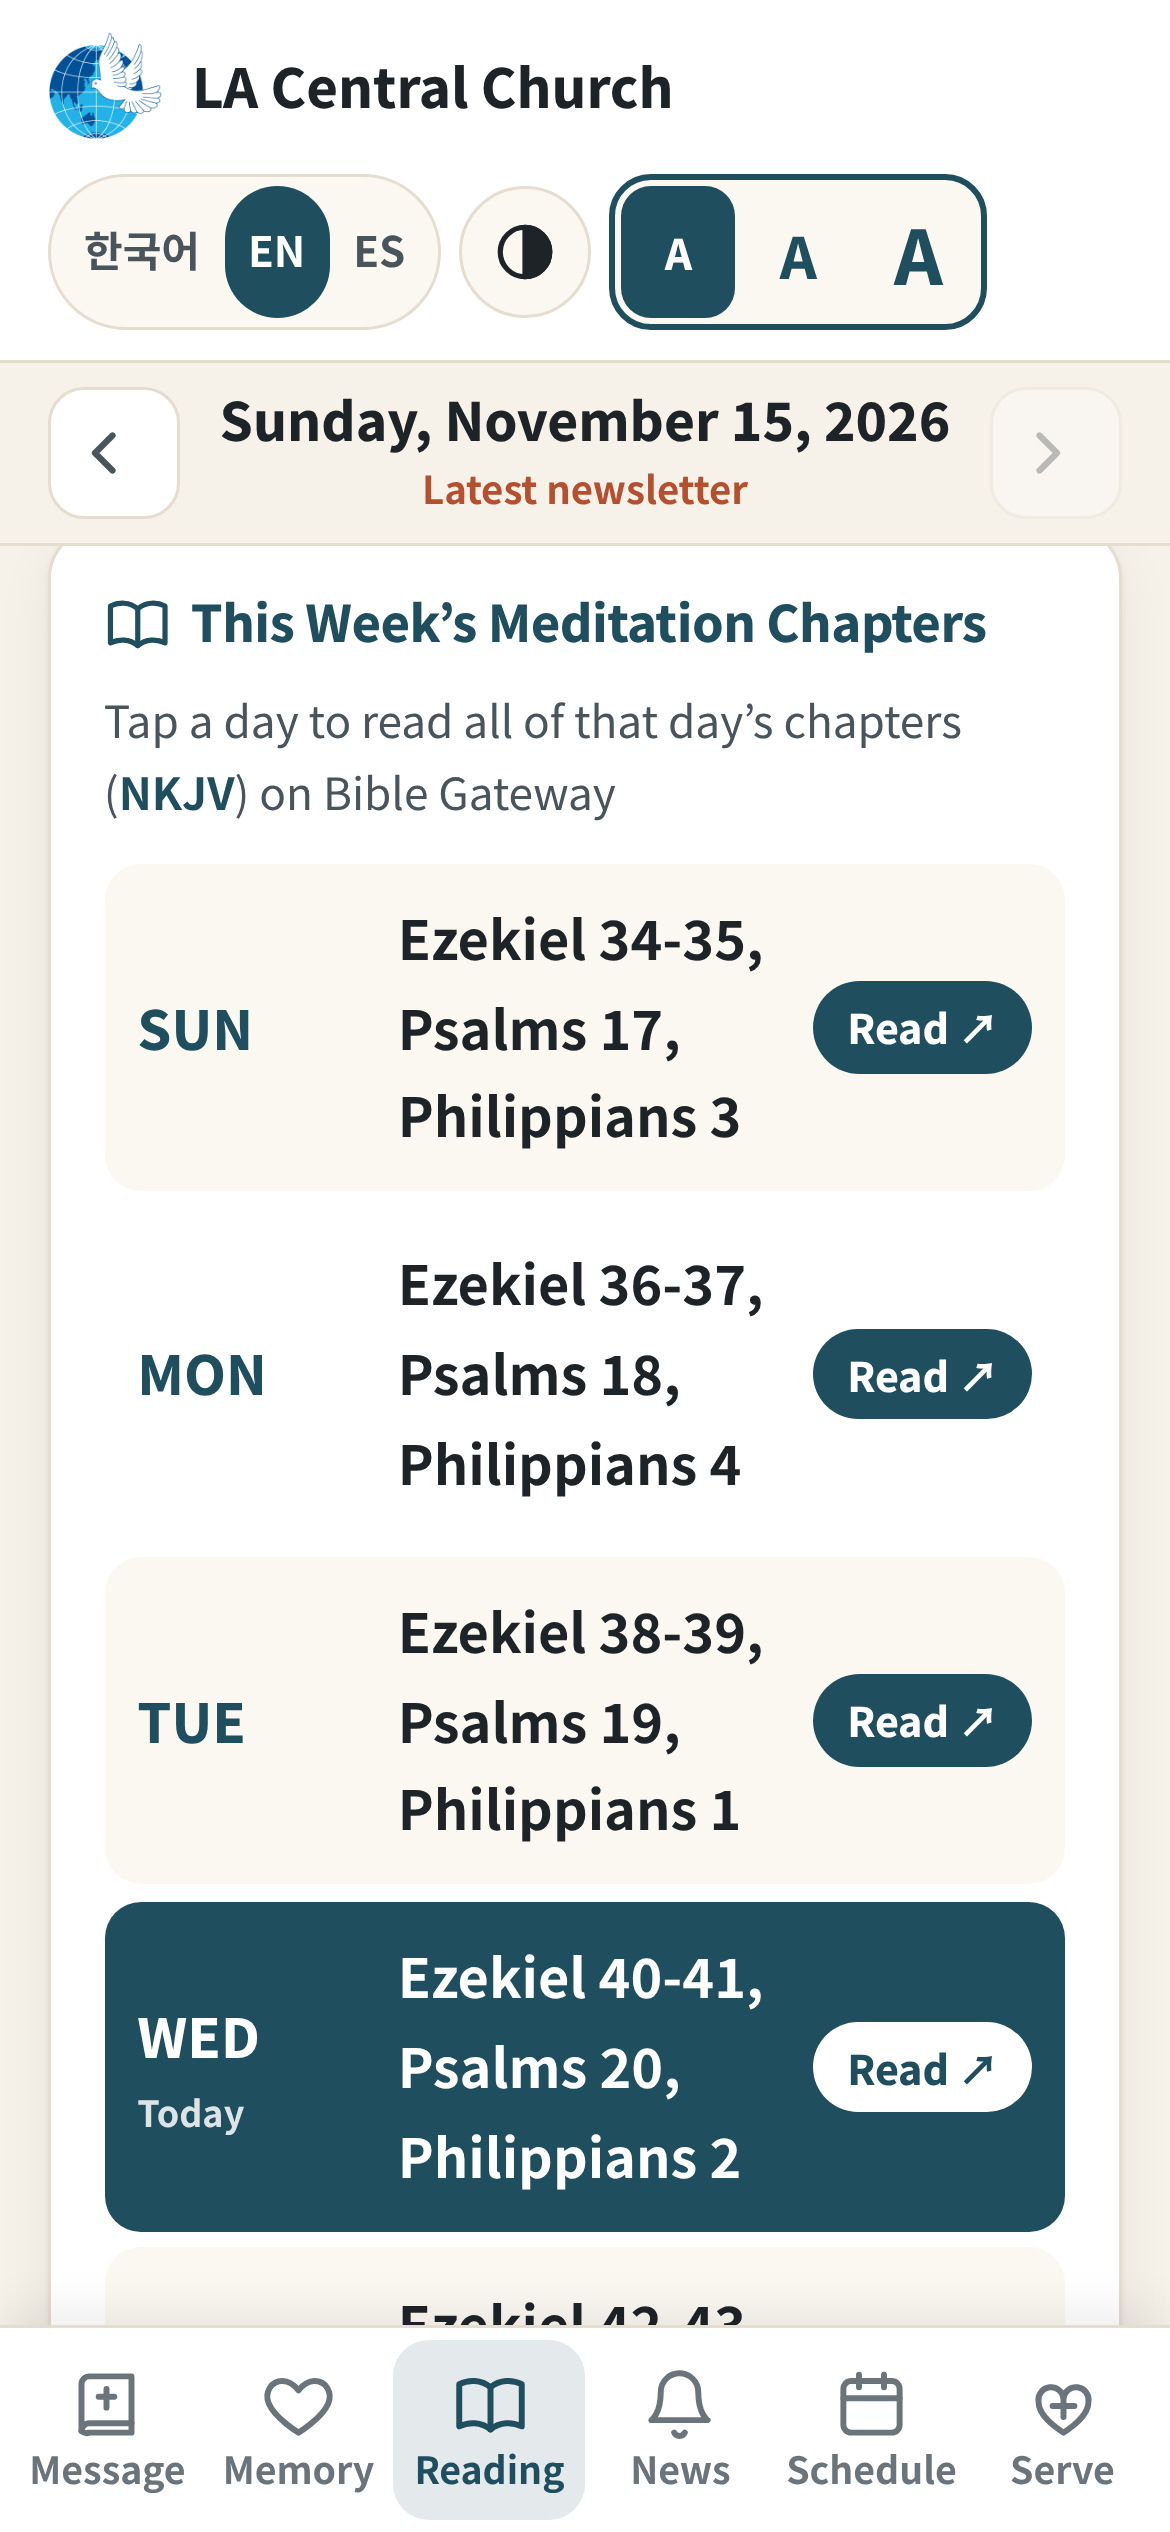 LA Central Church
한국어 EN ES A A A
Sunday, November 15, 2026
Latest newsletter
This Week’s Meditation Chapters
Tap a day to read all of that day’s chapters
(NKJV) on Bible Gateway
SUN
Ezekiel 34-35,
Psalms 17,
Philippians 3
Read ↗
MON
Ezekiel 36-37,
Psalms 18,
Philippians 4
Read ↗
TUE
Ezekiel 38-39,
Psalms 19,
Philippians 1
Read ↗
WED
Today
Ezekiel 40-41,
Psalms 20,
Philippians 2
Read ↗
Ezekiel 42-43
Message Memory Reading News Schedule Serve